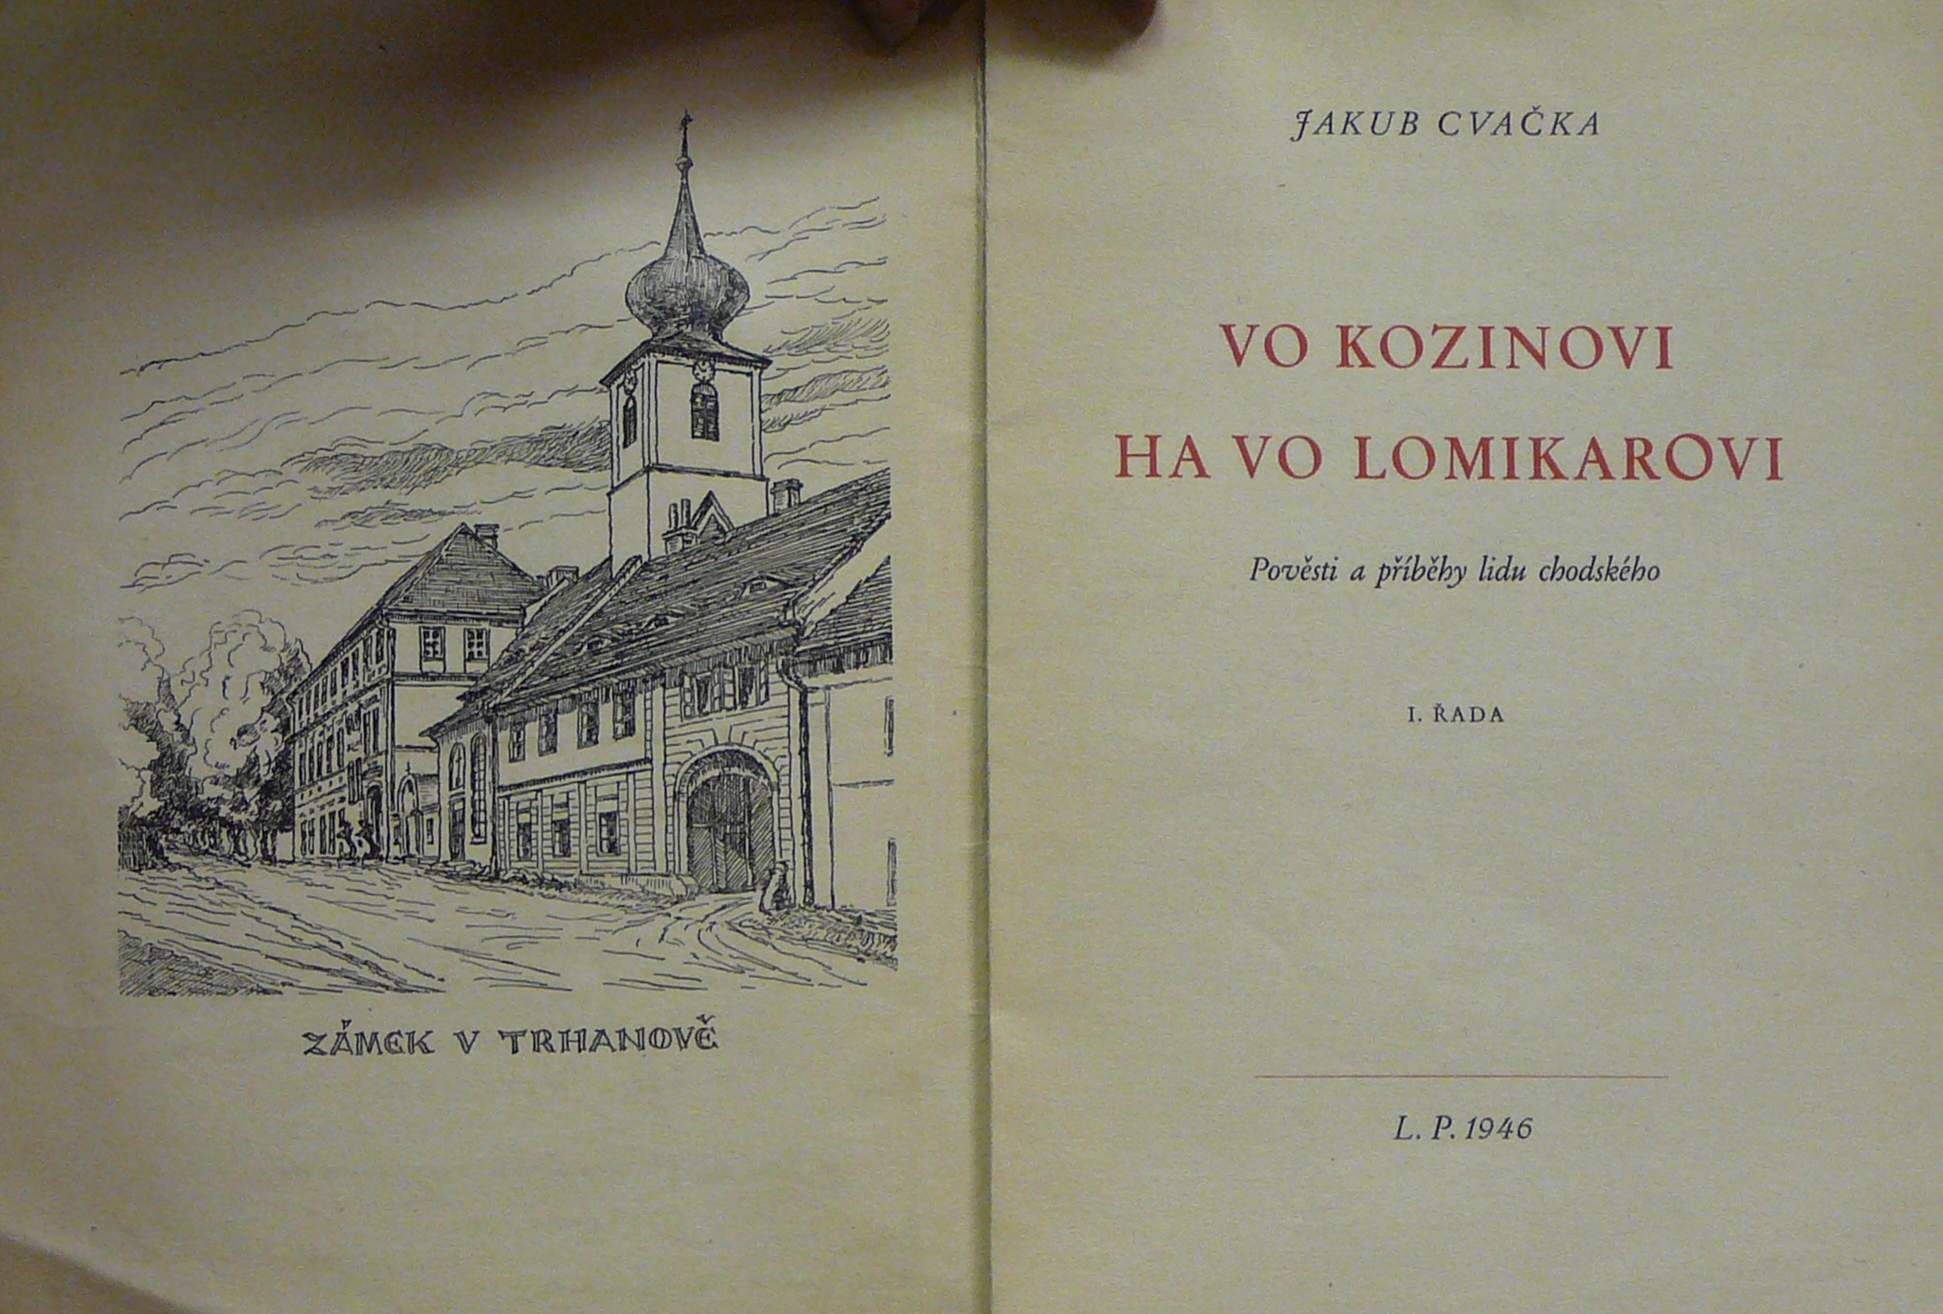 ZÁMEK V TRHANOVĚ
JAKUB CVAČKA
VO KOZINOVI
HA VO LOMIKAROVI
Pověsti a příběhy lidu chodského
I. ŘADA
L. P. 1946